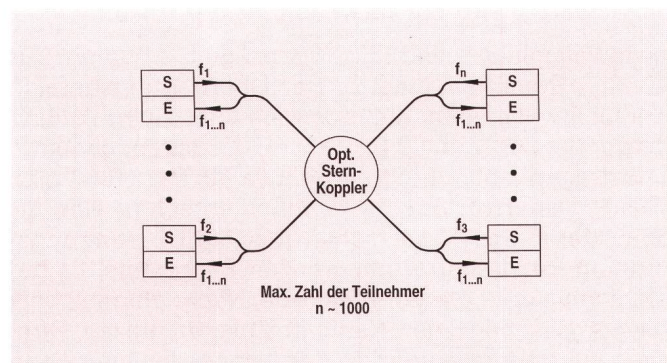 f1
S
E
f1...n
fn
S
E
f1...n
Opt.
Stern-
Koppler
f2
S
E
f1...n
f3
S
E
f1...n
Max. Zahl der Teilnehmer
n ~ 1000